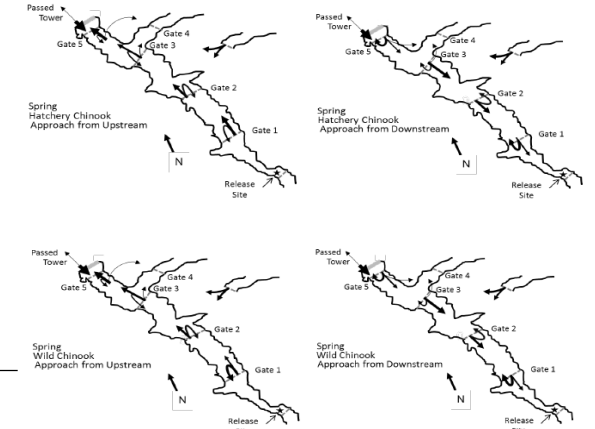 Passed
Tower
Gate 5
Gate 4
Gate 3
Gate 2
Gate 1
Spring
Hatchery Chinook
Approach from Upstream
N
Release
Site
Passed
Tower
Gate 5
Gate 4
Gate 3
Gate 2
Gate 1
Spring
Hatchery Chinook
Approach from Downstream
N
Release
Site
Passed
Tower
Gate 5
Gate 4
Gate 3
Gate 2
Gate 1
Spring
Wild Chinook
Approach from Upstream
N
Release
Passed
Tower
Gate 5
Gate 4
Gate 3
Gate 2
Gate 1
Spring
Wild Chinook
Approach from Downstream
N
Release